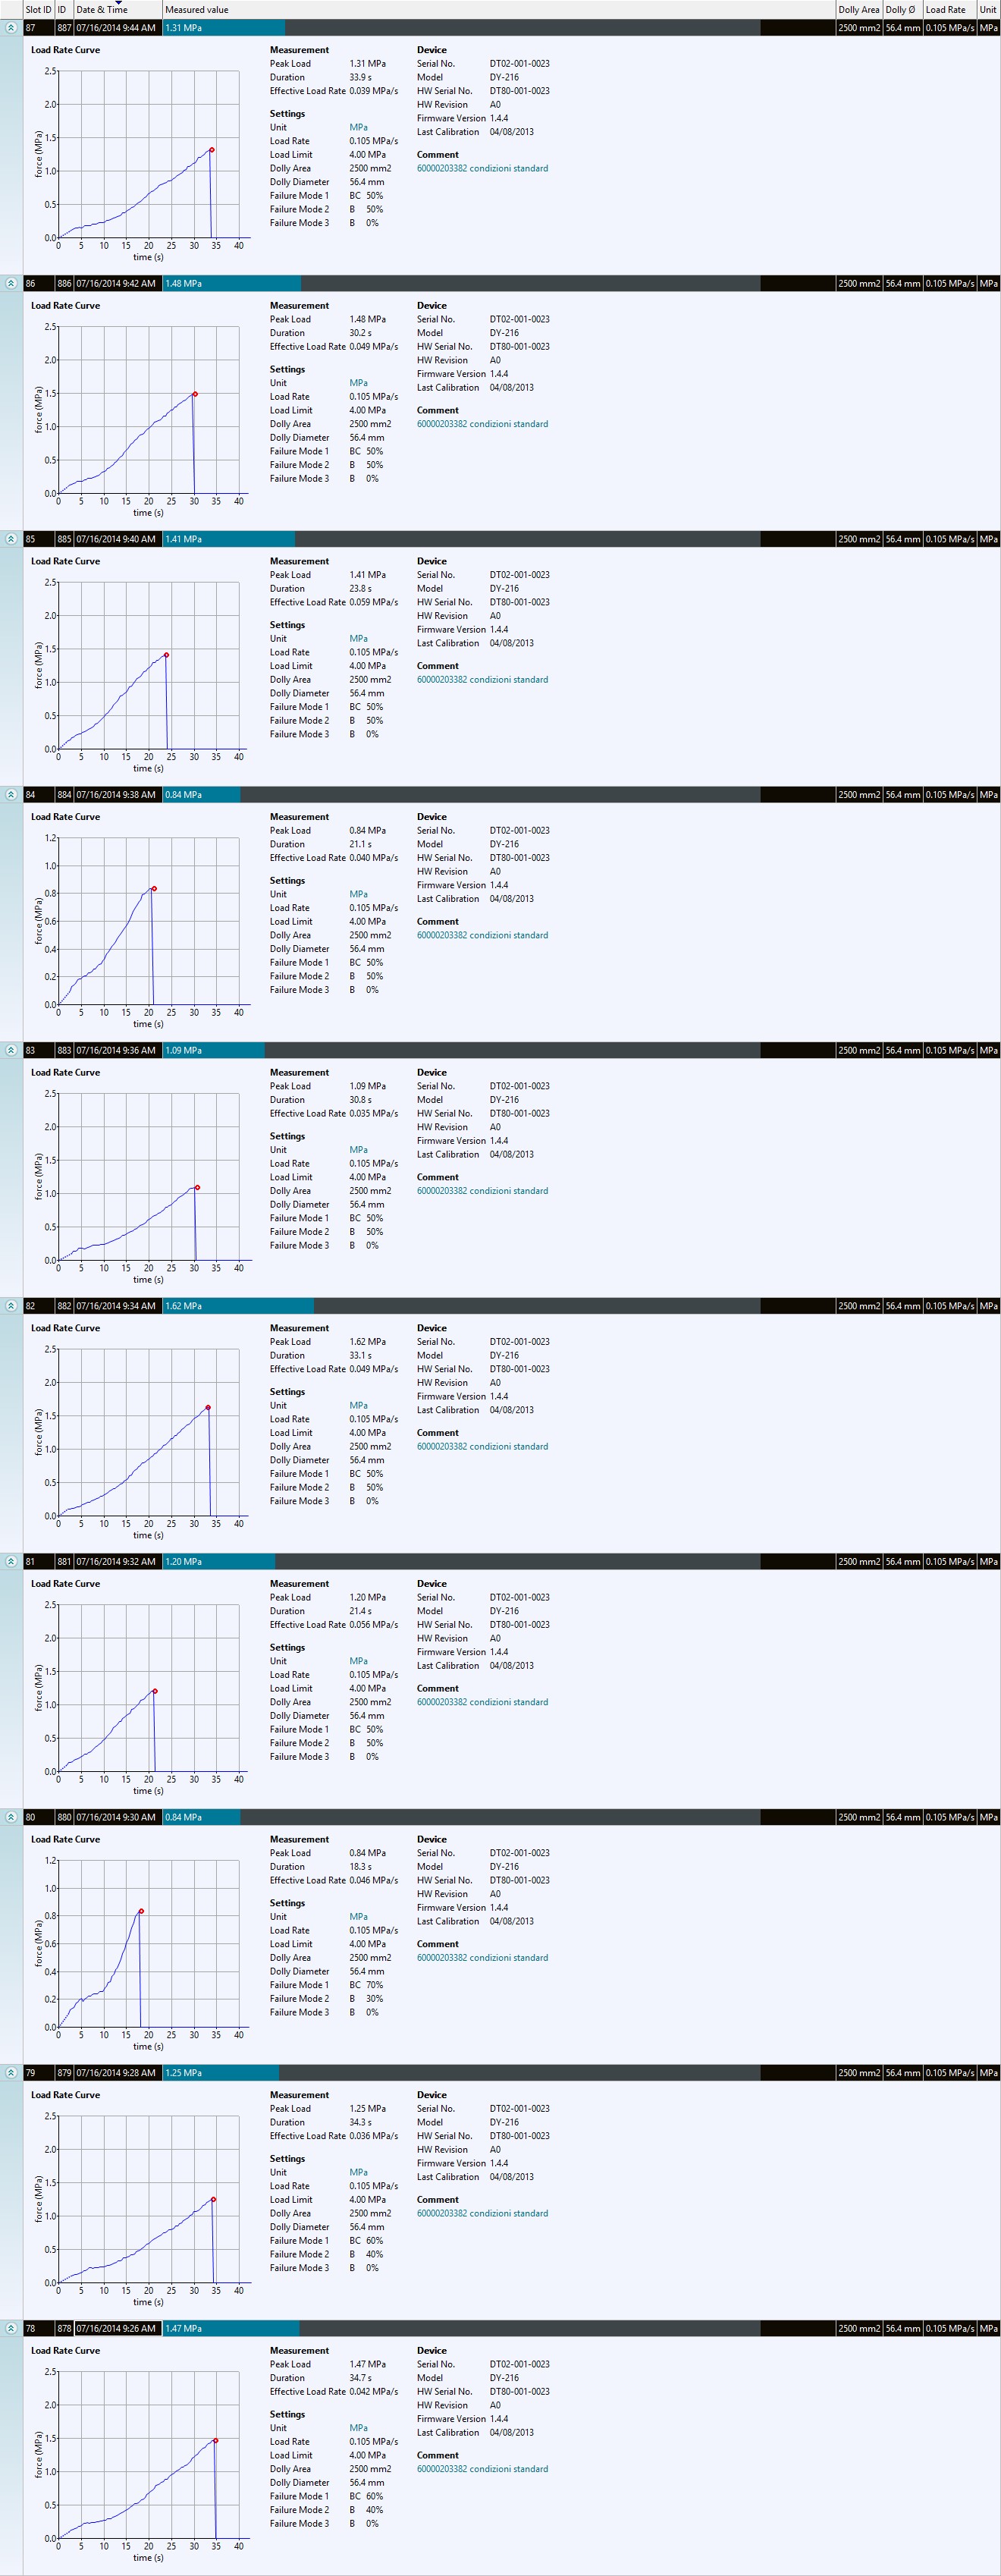 Slot ID ID Date & Time Measured value Dolly Area Dolly Ø Load Rate Unit
87 887 07/16/2014 9:44 AM 1.31 MPa 2500 mm2 56.4 mm 0.105 MPa/s MPa
Load Rate Curve Measurement Device
Peak Load 1.31 MPa Serial No. DT02-001-0023
Duration 33.9 s Model DY-216
Effective Load Rate 0.039 MPa/s HW Serial No. DT80-001-0023
HW Revision A0
Settings Firmware Version 1.4.4
Unit MPa Last Calibration 04/08/2013
Load Rate 0.105 MPa/s
Load Limit 4.00 MPa Comment
Dolly Area 2500 mm2 60000203382 condizioni standard
Dolly Diameter 56.4 mm
Failure Mode 1 BC 50%
Failure Mode 2 B 50%
Failure Mode 3 B 0%
force (MPa)
2.5
2.0
1.5
1.0
0.5
0.0
0 5 10 15 20 25 30 35 40
time (s)
86 886 07/16/2014 9:42 AM 1.48 MPa 2500 mm2 56.4 mm 0.105 MPa/s MPa
Load Rate Curve Measurement Device
Peak Load 1.48 MPa Serial No. DT02-001-0023
Duration 30.2 s Model DY-216
Effective Load Rate 0.049 MPa/s HW Serial No. DT80-001-0023
HW Revision A0
Settings Firmware Version 1.4.4
Unit MPa Last Calibration 04/08/2013
Load Rate 0.105 MPa/s
Load Limit 4.00 MPa Comment
Dolly Area 2500 mm2 60000203382 condizioni standard
Dolly Diameter 56.4 mm
Failure Mode 1 BC 50%
Failure Mode 2 B 50%
Failure Mode 3 B 0%
force (MPa)
2.5
2.0
1.5
1.0
0.5
0.0
0 5 10 15 20 25 30 35 40
time (s)
85 885 07/16/2014 9:40 AM 1.41 MPa 2500 mm2 56.4 mm 0.105 MPa/s MPa
Load Rate Curve Measurement Device
Peak Load 1.41 MPa Serial No. DT02-001-0023
Duration 23.8 s Model DY-216
Effective Load Rate 0.059 MPa/s HW Serial No. DT80-001-0023
HW Revision A0
Settings Firmware Version 1.4.4
Unit MPa Last Calibration 04/08/2013
Load Rate 0.105 MPa/s
Load Limit 4.00 MPa Comment
Dolly Area 2500 mm2 60000203382 condizioni standard
Dolly Diameter 56.4 mm
Failure Mode 1 BC 50%
Failure Mode 2 B 50%
Failure Mode 3 B 0%
force (MPa)
2.5
2.0
1.5
1.0
0.5
0.0
0 5 10 15 20 25 30 35 40
time (s)
84 884 07/16/2014 9:38 AM 0.84 MPa 2500 mm2 56.4 mm 0.105 MPa/s MPa
Load Rate Curve Measurement Device
Peak Load 0.84 MPa Serial No. DT02-001-0023
Duration 21.1 s Model DY-216
Effective Load Rate 0.040 MPa/s HW Serial No. DT80-001-0023
HW Revision A0
Settings Firmware Version 1.4.4
Unit MPa Last Calibration 04/08/2013
Load Rate 0.105 MPa/s
Load Limit 4.00 MPa Comment
Dolly Area 2500 mm2 60000203382 condizioni standard
Dolly Diameter 56.4 mm
Failure Mode 1 BC 50%
Failure Mode 2 B 50%
Failure Mode 3 B 0%
force (MPa)
1.2
1.0
0.8
0.6
0.4
0.2
0.0
0 5 10 15 20 25 30 35 40
time (s)
83 883 07/16/2014 9:36 AM 1.09 MPa 2500 mm2 56.4 mm 0.105 MPa/s MPa
Load Rate Curve Measurement Device
Peak Load 1.09 MPa Serial No. DT02-001-0023
Duration 30.8 s Model DY-216
Effective Load Rate 0.035 MPa/s HW Serial No. DT80-001-0023
HW Revision A0
Settings Firmware Version 1.4.4
Unit MPa Last Calibration 04/08/2013
Load Rate 0.105 MPa/s
Load Limit 4.00 MPa Comment
Dolly Area 2500 mm2 60000203382 condizioni standard
Dolly Diameter 56.4 mm
Failure Mode 1 BC 50%
Failure Mode 2 B 50%
Failure Mode 3 B 0%
force (MPa)
2.5
2.0
1.5
1.0
0.5
0.0
0 5 10 15 20 25 30 35 40
time (s)
82 882 07/16/2014 9:34 AM 1.62 MPa 2500 mm2 56.4 mm 0.105 MPa/s MPa
Load Rate Curve Measurement Device
Peak Load 1.62 MPa Serial No. DT02-001-0023
Duration 33.1 s Model DY-216
Effective Load Rate 0.049 MPa/s HW Serial No. DT80-001-0023
HW Revision A0
Settings Firmware Version 1.4.4
Unit MPa Last Calibration 04/08/2013
Load Rate 0.105 MPa/s
Load Limit 4.00 MPa Comment
Dolly Area 2500 mm2 60000203382 condizioni standard
Dolly Diameter 56.4 mm
Failure Mode 1 BC 50%
Failure Mode 2 B 50%
Failure Mode 3 B 0%
force (MPa)
2.5
2.0
1.5
1.0
0.5
0.0
0 5 10 15 20 25 30 35 40
time (s)
81 881 07/16/2014 9:32 AM 1.20 MPa 2500 mm2 56.4 mm 0.105 MPa/s MPa
Load Rate Curve Measurement Device
Peak Load 1.20 MPa Serial No. DT02-001-0023
Duration 21.4 s Model DY-216
Effective Load Rate 0.056 MPa/s HW Serial No. DT80-001-0023
HW Revision A0
Settings Firmware Version 1.4.4
Unit MPa Last Calibration 04/08/2013
Load Rate 0.105 MPa/s
Load Limit 4.00 MPa Comment
Dolly Area 2500 mm2 60000203382 condizioni standard
Dolly Diameter 56.4 mm
Failure Mode 1 BC 50%
Failure Mode 2 B 50%
Failure Mode 3 B 0%
force (MPa)
2.5
2.0
1.5
1.0
0.5
0.0
0 5 10 15 20 25 30 35 40
time (s)
80 880 07/16/2014 9:30 AM 0.84 MPa 2500 mm2 56.4 mm 0.105 MPa/s MPa
Load Rate Curve Measurement Device
Peak Load 0.84 MPa Serial No. DT02-001-0023
Duration 18.3 s Model DY-216
Effective Load Rate 0.046 MPa/s HW Serial No. DT80-001-0023
HW Revision A0
Settings Firmware Version 1.4.4
Unit MPa Last Calibration 04/08/2013
Load Rate 0.105 MPa/s
Load Limit 4.00 MPa Comment
Dolly Area 2500 mm2 60000203382 condizioni standard
Dolly Diameter 56.4 mm
Failure Mode 1 BC 70%
Failure Mode 2 B 30%
Failure Mode 3 B 0%
force (MPa)
1.2
1.0
0.8
0.6
0.4
0.2
0.0
0 5 10 15 20 25 30 35 40
time (s)
79 879 07/16/2014 9:28 AM 1.25 MPa 2500 mm2 56.4 mm 0.105 MPa/s MPa
Load Rate Curve Measurement Device
Peak Load 1.25 MPa Serial No. DT02-001-0023
Duration 34.3 s Model DY-216
Effective Load Rate 0.036 MPa/s HW Serial No. DT80-001-0023
HW Revision A0
Settings Firmware Version 1.4.4
Unit MPa Last Calibration 04/08/2013
Load Rate 0.105 MPa/s
Load Limit 4.00 MPa Comment
Dolly Area 2500 mm2 60000203382 condizioni standard
Dolly Diameter 56.4 mm
Failure Mode 1 BC 60%
Failure Mode 2 B 40%
Failure Mode 3 B 0%
force (MPa)
2.5
2.0
1.5
1.0
0.5
0.0
0 5 10 15 20 25 30 35 40
time (s)
78 878 07/16/2014 9:26 AM 1.47 MPa 2500 mm2 56.4 mm 0.105 MPa/s MPa
Load Rate Curve Measurement Device
Peak Load 1.47 MPa Serial No. DT02-001-0023
Duration 34.7 s Model DY-216
Effective Load Rate 0.042 MPa/s HW Serial No. DT80-001-0023
HW Revision A0
Settings Firmware Version 1.4.4
Unit MPa Last Calibration 04/08/2013
Load Rate 0.105 MPa/s
Load Limit 4.00 MPa Comment
Dolly Area 2500 mm2 60000203382 condizioni standard
Dolly Diameter 56.4 mm
Failure Mode 1 BC 60%
Failure Mode 2 B 40%
Failure Mode 3 B 0%
force (MPa)
2.5
2.0
1.5
1.0
0.5
0.0
0 5 10 15 20 25 30 35 40
time (s)